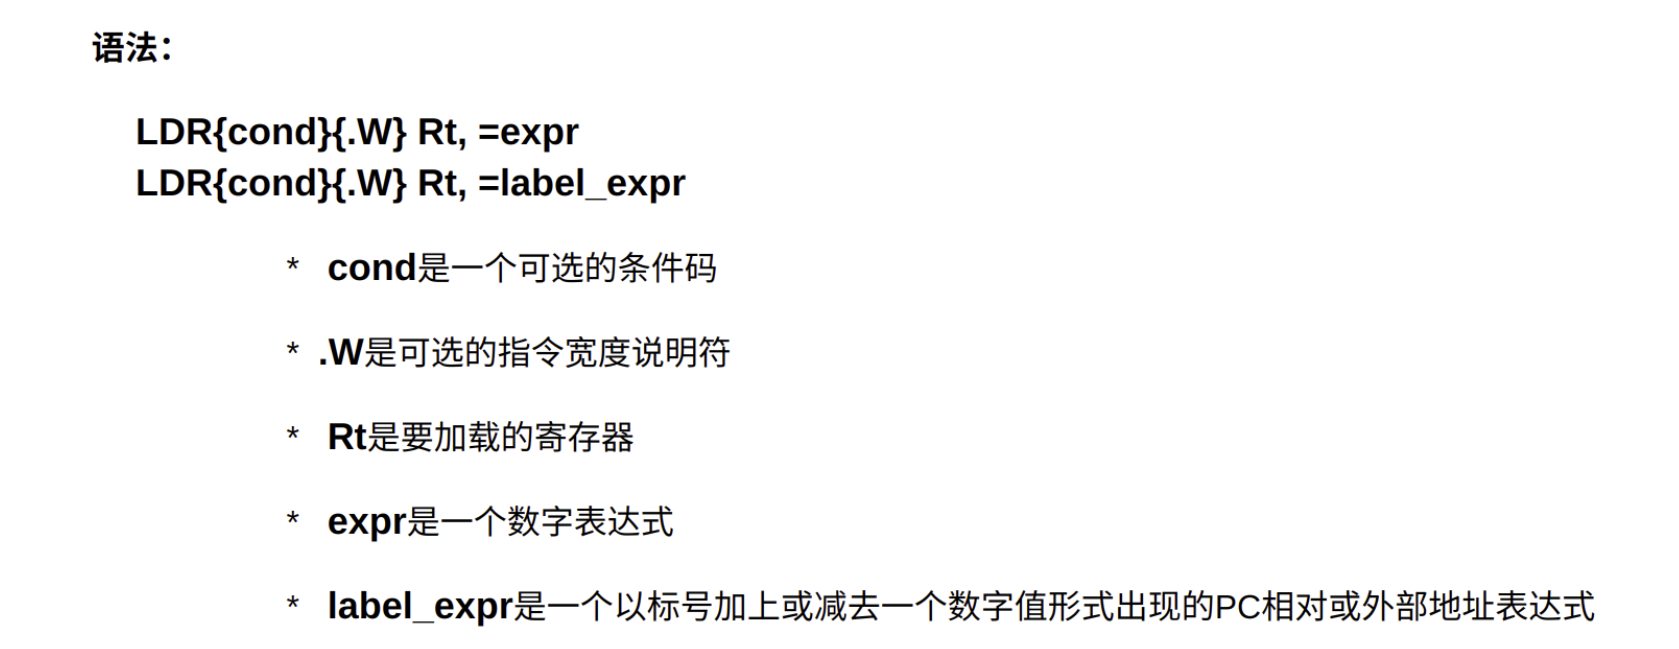 语法：
LDR{cond}{.W} Rt, =expr
LDR{cond}{.W} Rt, =label_expr
* cond是一个可选的条件码
* .W是可选的指令宽度说明符
* Rt是要加载的寄存器
* expr是一个数字表达式
* label_expr是一个以标号加上或减去一个数字值形式出现的PC相对或外部地址表达式